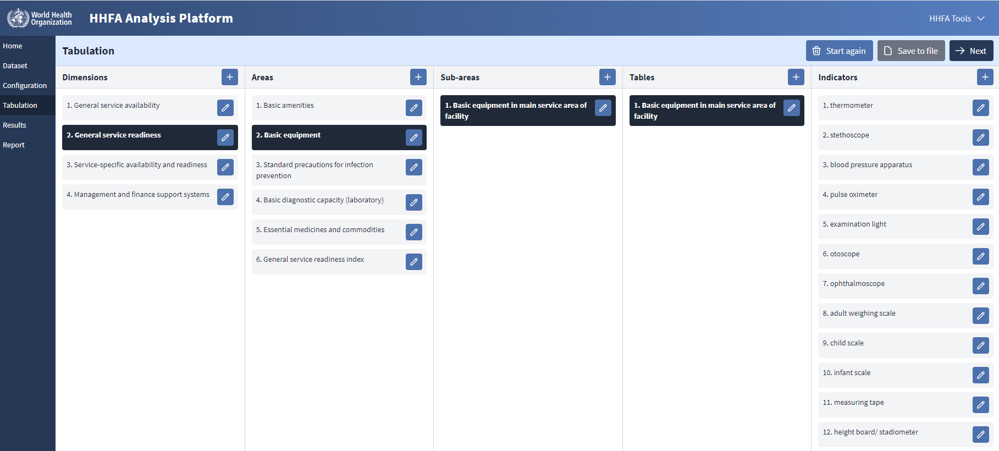 World Health
Organization
HHFA Analysis Platform
HHFA Tools
Home
Dataset
Configuration
Tabulation
Results
Report
Tabulation
Start again
Save to file
Next
Dimensions
1. General service availability
2. General service readiness
3. Service-specific availability and readiness
4. Management and finance support systems
Areas
1. Basic amenities
2. Basic equipment
3. Standard precautions for infection
prevention
4. Basic diagnostic capacity (laboratory)
5. Essential medicines and commodities
6. General service readiness index
Sub-areas
1. Basic equipment in main service area of
facility
Tables
1. Basic equipment in main service area of
facility
Indicators
1. thermometer
2. stethoscope
3. blood pressure apparatus
4. pulse oximeter
5. examination light
6. otoscope
7. ophthalmoscope
8. adult weighing scale
9. child scale
10. infant scale
11. measuring tape
12. height board/ stadiometer